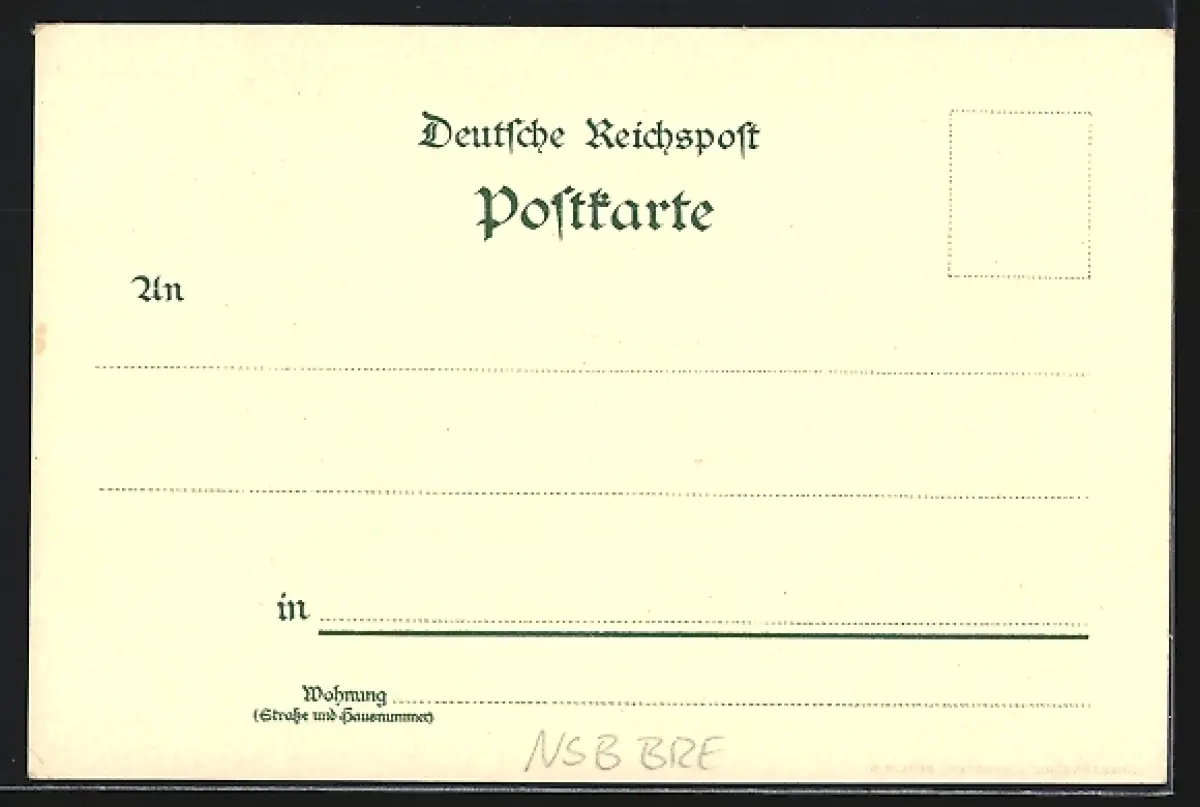 Deutsche Reichspost
Postkarte
An
in
Wohnung
(Straße und Hausnummer)
NSB BRE